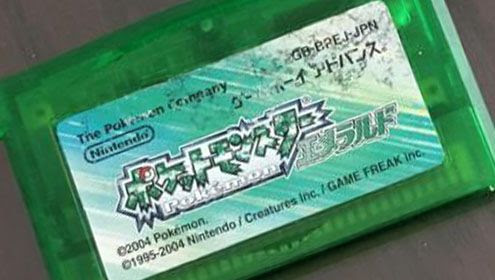 GB-BPEJ-JPN
ゲームボーイアドバンス
The Pokémon Company
Nintendo
ポケットモンスター
Pokémon
エメラルド
©2004 Pokémon.
©1995-2004 Nintendo / Creatures Inc. / GAME FREAK inc.